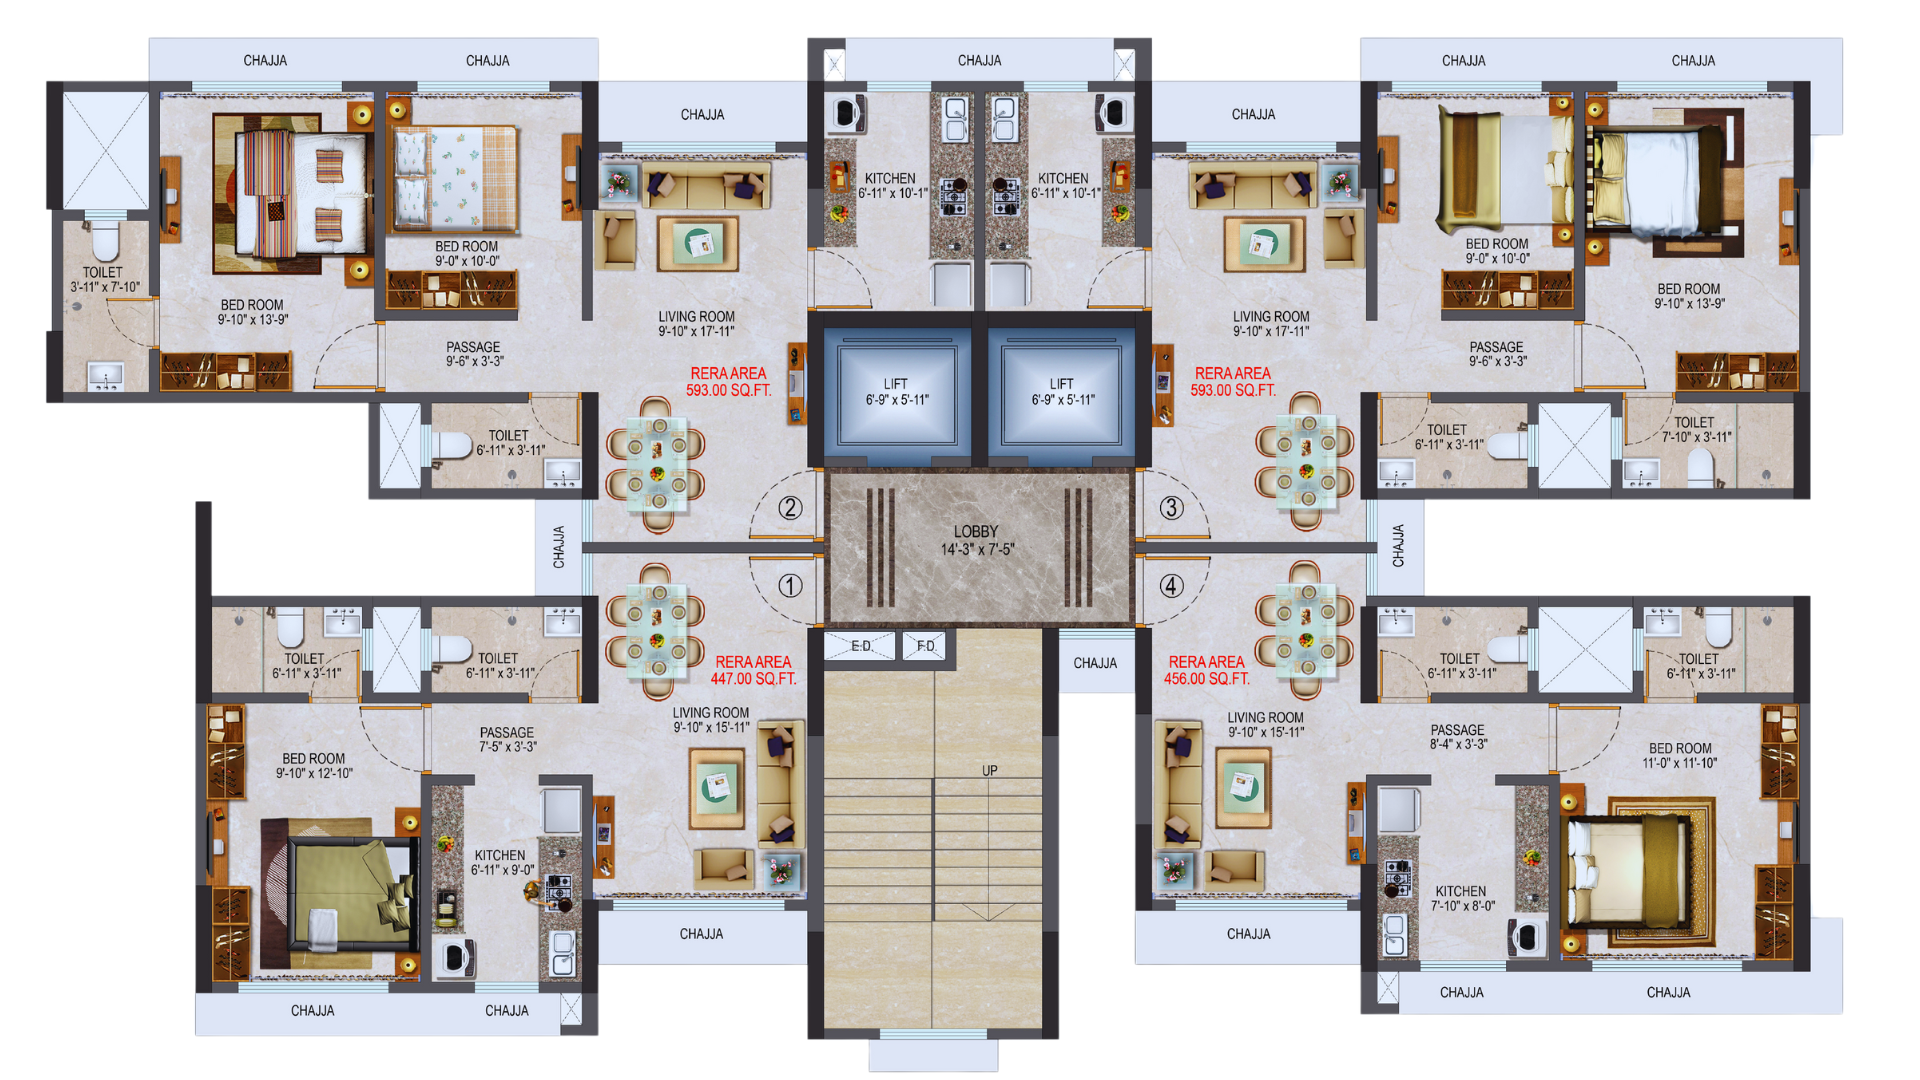 CHAJJA
CHAJJA
CHAJJA
CHAJJA
CHAJJA
CHAJJA
CHAJJA
KITCHEN
6'-11" x 10'-1"
KITCHEN
6'-11" x 10'-1"
BED ROOM
9'-0" x 10'-0"
BED ROOM
9'-0" x 10'-0"
TOILET
3'-11" x 7'-10"
BED ROOM
9'-10" x 13'-9"
BED ROOM
9'-10" x 13'-9"
LIVING ROOM
9'-10" x 17'-11"
LIVING ROOM
9'-10" x 17'-11"
PASSAGE
9'-6" x 3'-3"
PASSAGE
9'-6" x 3'-3"
RERA AREA
593.00 SQ.FT.
LIFT
6'-9" x 5'-11"
LIFT
6'-9" x 5'-11"
RERA AREA
593.00 SQ.FT.
TOILET
6'-11" x 3'-11"
TOILET
6'-11" x 3'-11"
TOILET
7'-10" x 3'-11"
2
3
CHAJJA
LOBBY
14'-3" x 7'-5"
CHAJJA
1
4
E.D.
F.D.
CHAJJA
TOILET
6'-11" x 3'-11"
TOILET
6'-11" x 3'-11"
RERA AREA
447.00 SQ.FT.
RERA AREA
456.00 SQ.FT.
TOILET
6'-11" x 3'-11"
TOILET
6'-11" x 3'-11"
LIVING ROOM
9'-10" x 15'-11"
LIVING ROOM
9'-10" x 15'-11"
PASSAGE
7'-5" x 3'-3"
PASSAGE
8'-4" x 3'-3"
BED ROOM
9'-10" x 12'-10"
BED ROOM
11'-0" x 11'-10"
UP
KITCHEN
6'-11" x 9'-0"
KITCHEN
7'-10" x 8'-0"
CHAJJA
CHAJJA
CHAJJA
CHAJJA
CHAJJA
CHAJJA